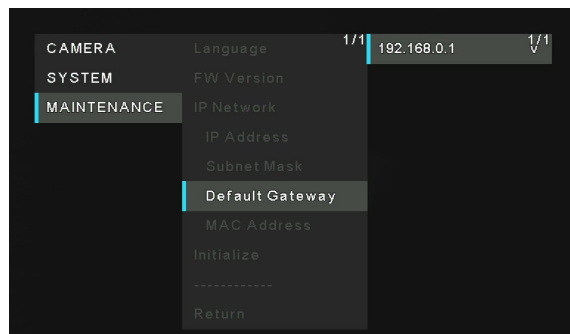 CAMERA
SYSTEM
MAINTENANCE
1/1
Language
FW Version
IP Network
IP Address
Subnet Mask
Default Gateway
MAC Address
Initialize
------------
Return
1/1
192.168.0.1
v